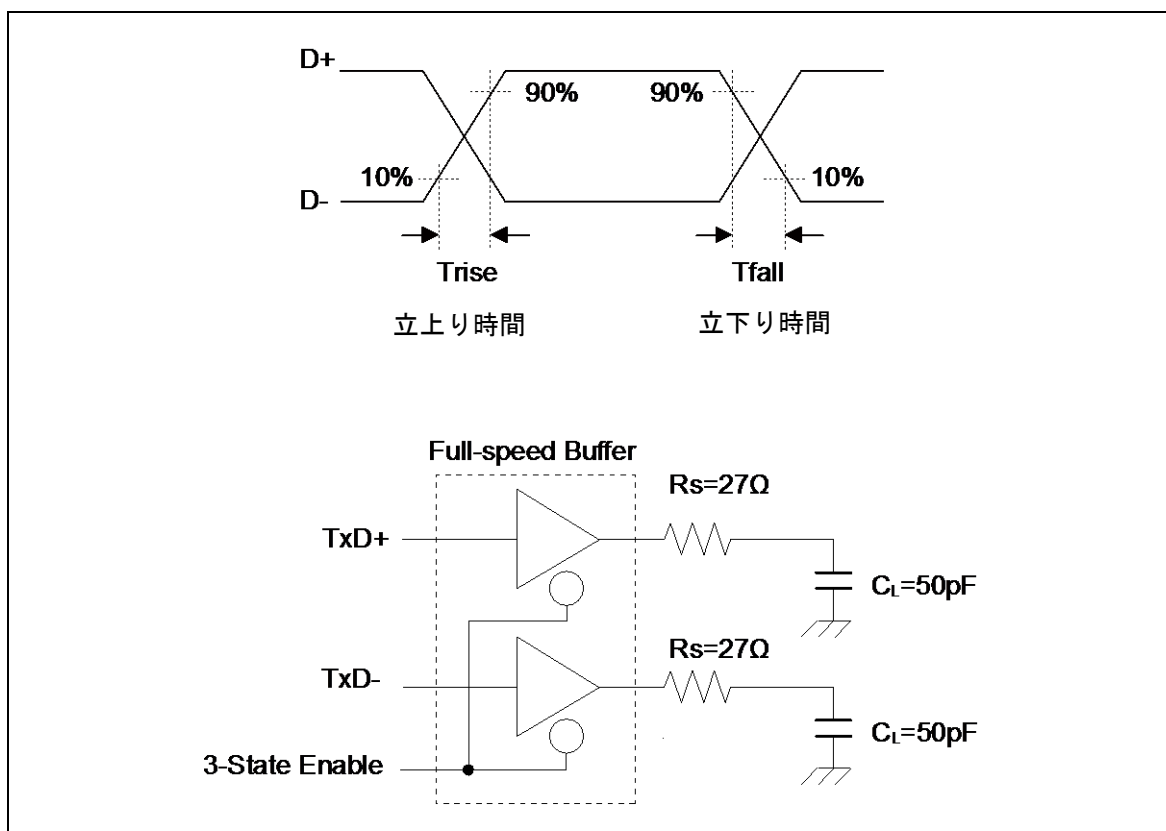 D+
90%
90%
10%
10%
D-
Trise
Tfall
立上り時間
立下り時間
Full-speed Buffer
Rs=27Ω
TxD+
CL=50pF
Rs=27Ω
TxD-
CL=50pF
3-State Enable